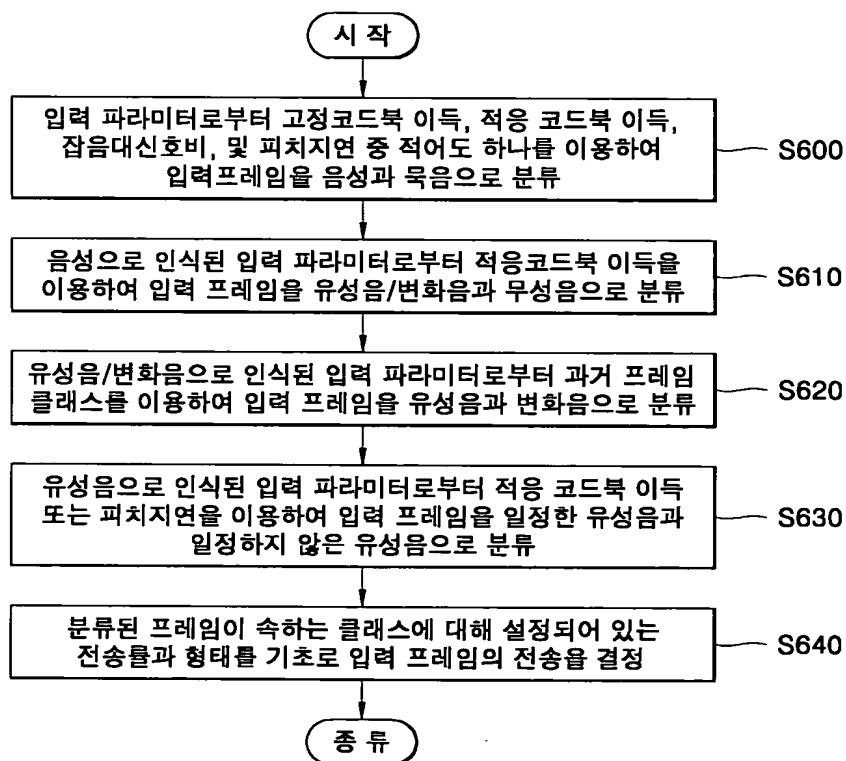 시 작
입력 파라미터로부터 고정코드북 이득, 적응 코드북 이득,
잡음대신호비, 및 피치지연 중 적어도 하나를 이용하여
입력프레임을 음성과 묵음으로 분류
S600
음성으로 인식된 입력 파라미터로부터 적응코드북 이득을
이용하여 입력 프레임을 유성음/변화음과 무성음으로 분류
S610
유성음/변화음으로 인식된 입력 파라미터로부터 과거 프레임
클래스를 이용하여 입력 프레임을 유성음과 변화음으로 분류
S620
유성음으로 인식된 입력 파라미터로부터 적응 코드북 이득
또는 피치지연을 이용하여 입력 프레임을 일정한 유성음과
일정하지 않은 유성음으로 분류
S630
분류된 프레임이 속하는 클래스에 대해 설정되어 있는
전송률과 형태를 기초로 입력 프레임의 전송율 결정
S640
종 류